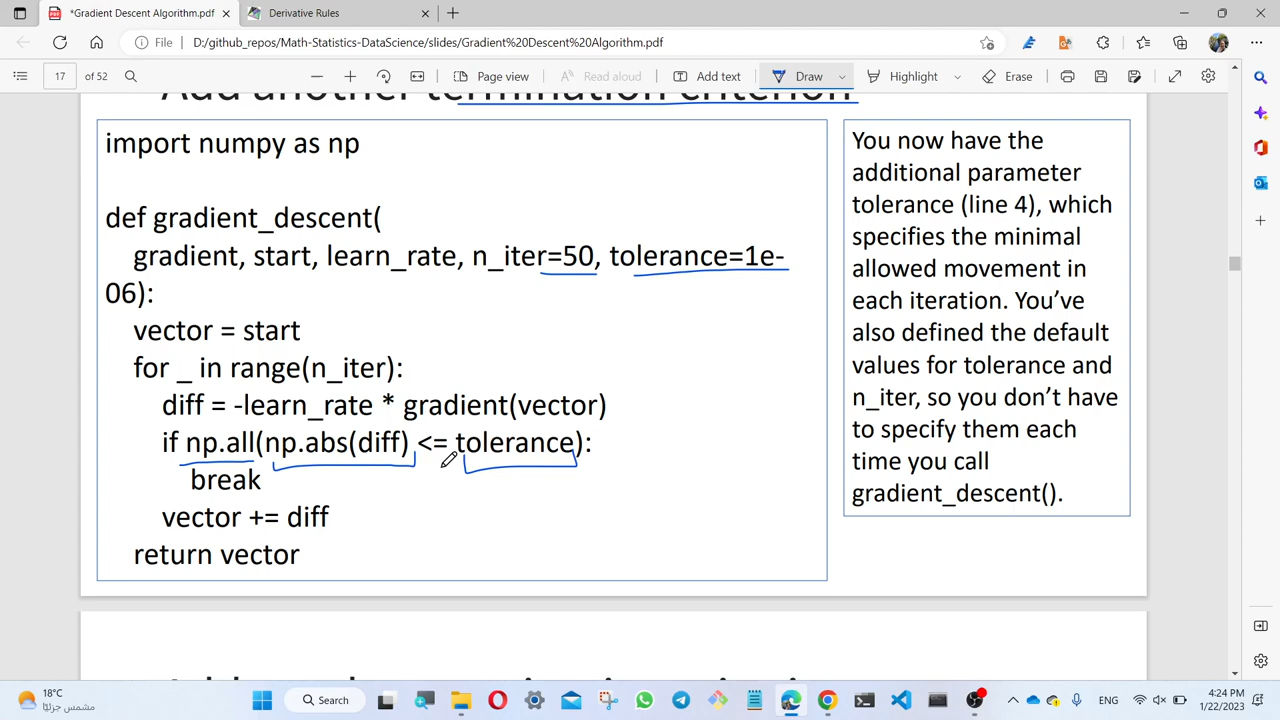 *Gradient Descent Algorithm.pdf
Derivative Rules
File
D:/github_repos/Math-Statistics-DataScience/slides/Gradient%20Descent%20Algorithm.pdf
17 of 52
Page view
Read aloud
Add text
Draw
Highlight
Erase
Add another termination criterion
import numpy as np
def gradient_descent(
gradient, start, learn_rate, n_iter=50, tolerance=1e-
06):
vector = start
for _ in range(n_iter):
diff = -learn_rate * gradient(vector)
if np.all(np.abs(diff) <= tolerance):
break
vector += diff
return vector
You now have the
additional parameter
tolerance (line 4), which
specifies the minimal
allowed movement in
each iteration. You’ve
also defined the default
values for tolerance and
n_iter, so you don’t have
to specify them each
time you call
gradient_descent().
18°C
مشمس جزئيًا
Search
ENG
4:24 PM
1/22/2023